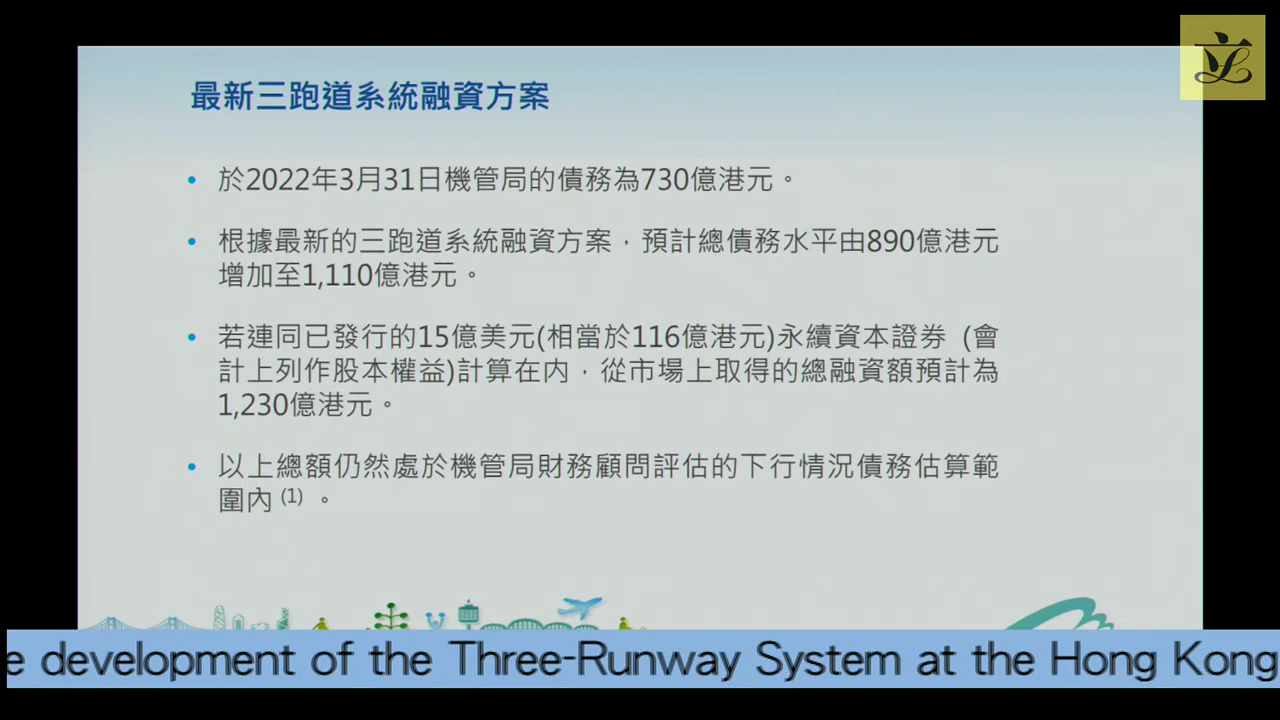 最新三跑道系統融資方案
• 於2022年3月31日機管局的債務為730億港元。
• 根據最新的三跑道系統融資方案，預計總債務水平由890億港元
增加至1,110億港元。
• 若連同已發行的15億美元(相當於116億港元)永續資本證券 (會
計上列作股本權益)計算在内，從市場上取得的總融資額預計為
1,230億港元。
• 以上總額仍然處於機管局財務顧問評估的下行情況債務估算範
圍內 (1) 。
e development of the Three-Runway System at the Hong Kong